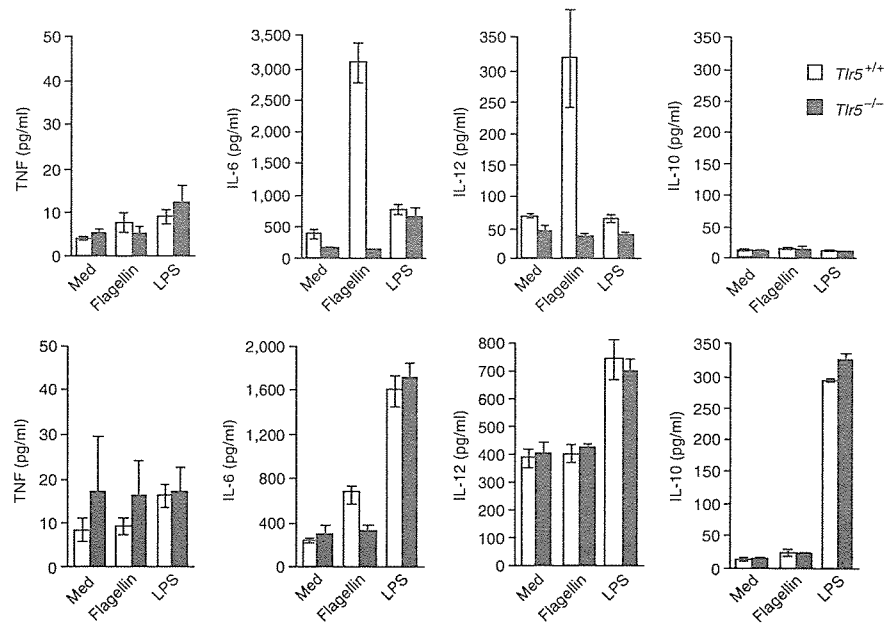 TNF (pg/ml)
50
40
30
20
10
0
Med
Flagellin
LPS
IL-6 (pg/ml)
3,500
3,000
2,500
2,000
1,500
1,000
500
0
Med
Flagellin
LPS
IL-12 (pg/ml)
350
300
250
200
150
100
50
0
Med
Flagellin
LPS
IL-10 (pg/ml)
350
300
250
200
150
100
50
0
Med
Flagellin
LPS
Tlr5+/+
Tlr5−/−
TNF (pg/ml)
50
40
30
20
10
0
Med
Flagellin
LPS
IL-6 (pg/ml)
2,000
1,600
1,200
800
400
0
Med
Flagellin
LPS
IL-12 (pg/ml)
800
700
600
500
400
300
200
100
0
Med
Flagellin
LPS
IL-10 (pg/ml)
350
300
250
200
150
100
50
0
Med
Flagellin
LPS